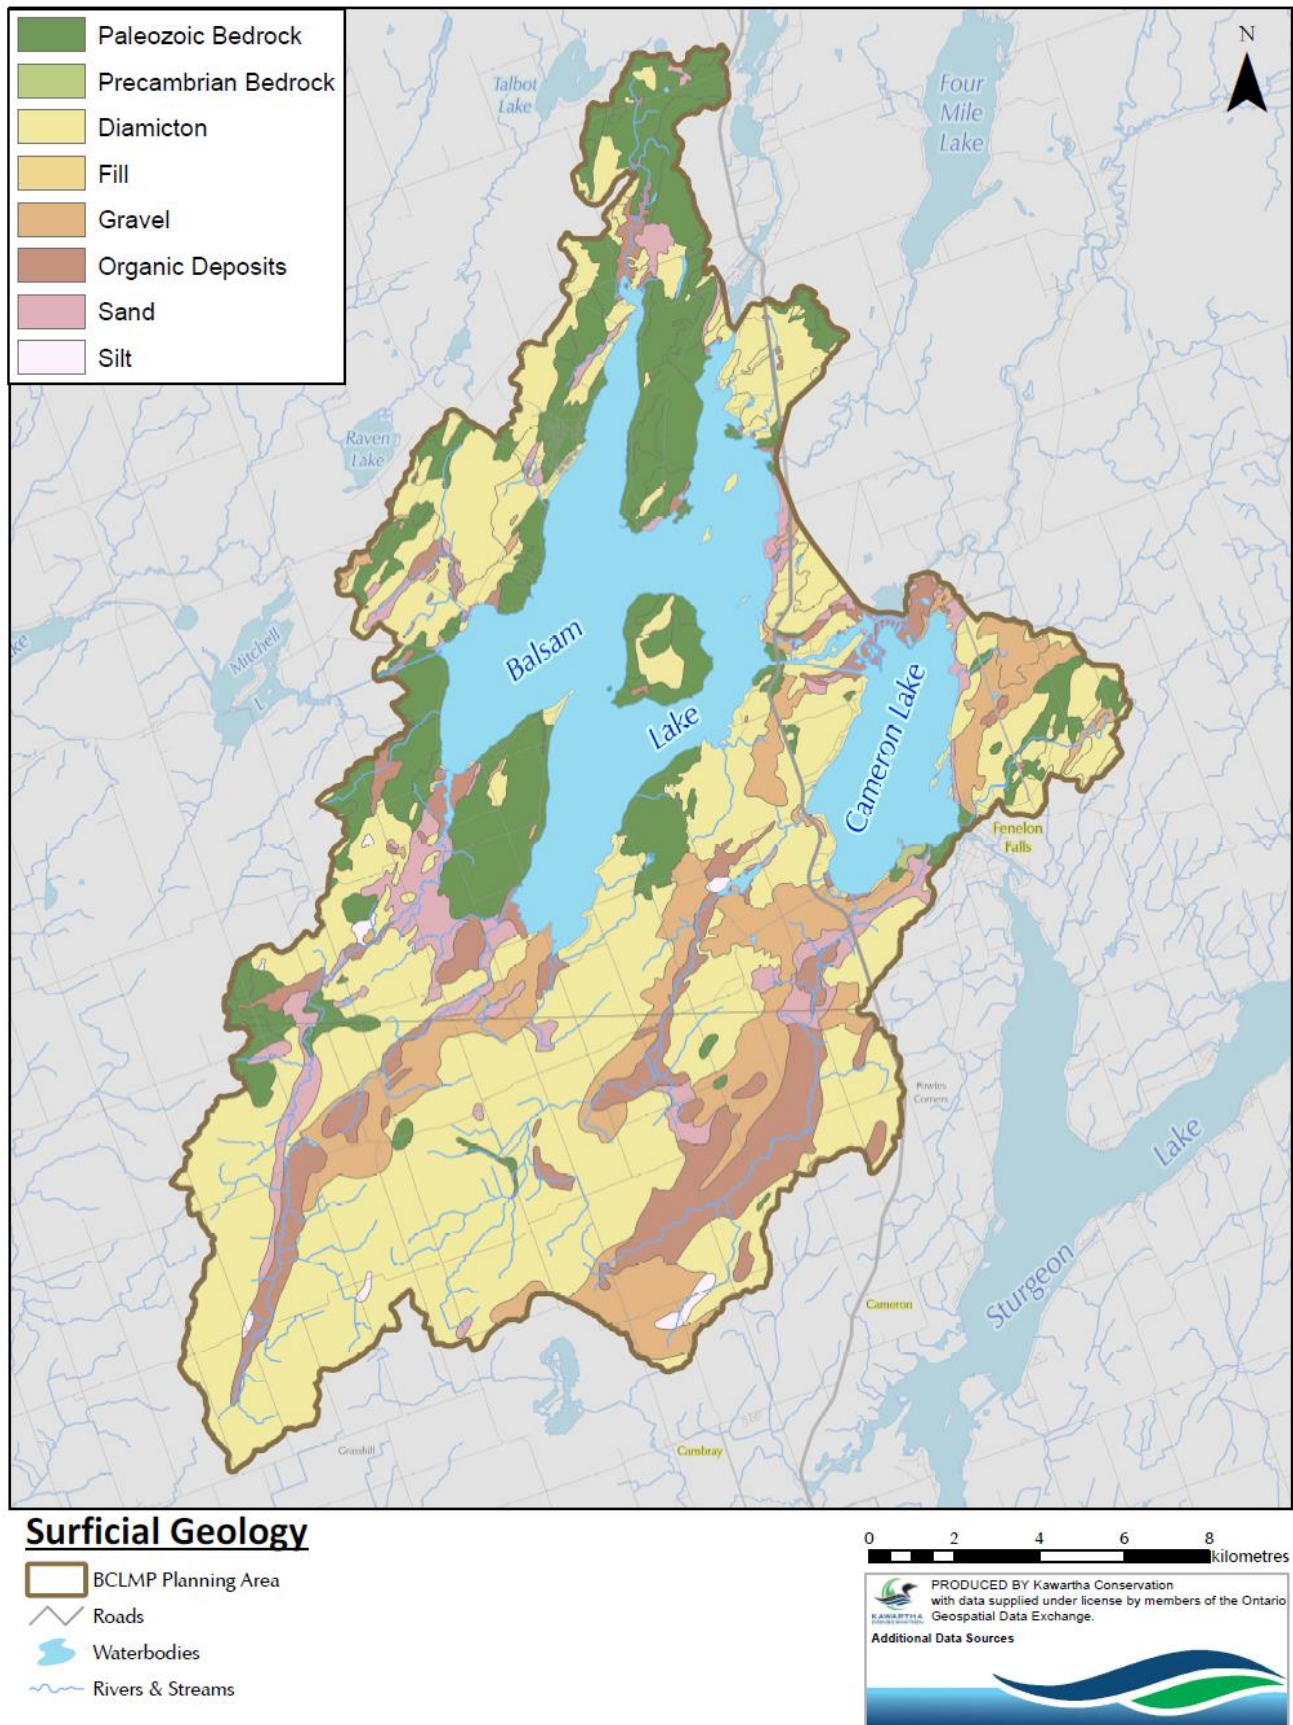 Paleozoic Bedrock
Precambrian Bedrock
Diamicton
Fill
Gravel
Organic Deposits
Sand
Silt
N
Talbot
Lake
Four
Mile
Lake
Raven
Lake
Mitchell
L
Balsam
Lake
Cameron Lake
Fenelon
Falls
Powles
Corners
Lake
Sturgeon
Cameron
Grasshill
Cambray
Surficial Geology
BCLMP Planning Area
Roads
Waterbodies
Rivers & Streams
0 2 4 6 8
kilometres
PRODUCED BY Kawartha Conservation
with data supplied under license by members of the Ontario
Geospatial Data Exchange.
KAWARTHA
Additional Data Sources